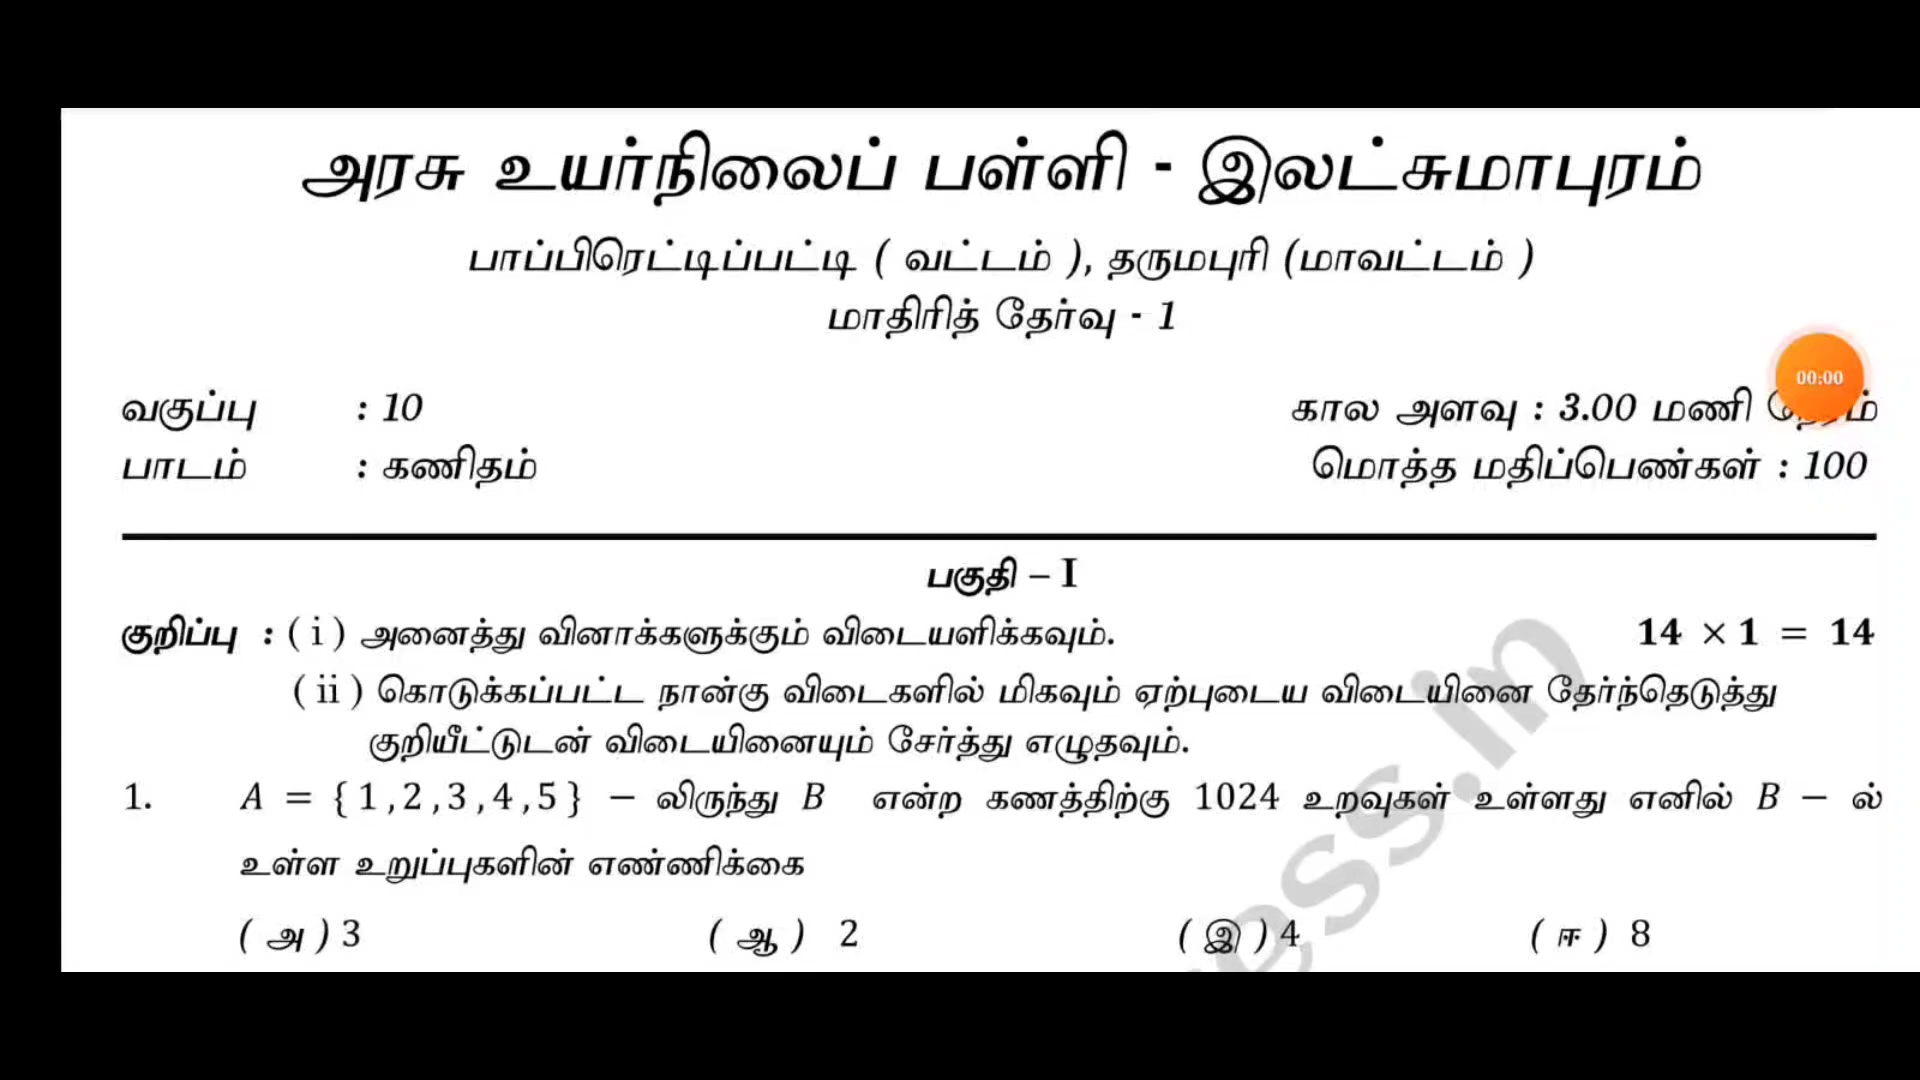 அரசு உயர்நிலைப் பள்ளி - இலட்சுமாபுரம்
பாப்பிரெட்டிப்பட்டி ( வட்டம் ), தருமபுரி (மாவட்டம் )
மாதிரித் தேர்வு - 1
வகுப்பு : 10 கால அளவு : 3.00 மணி
00:00
பாடம் : கணிதம் மொத்த மதிப்பெண்கள் : 100
பகுதி – I
குறிப்பு : ( i ) அனைத்து வினாக்களுக்கும் விடையளிக்கவும். 14 × 1 = 14
( ii ) கொடுக்கப்பட்ட நான்கு விடைகளில் மிகவும் ஏற்புடைய விடையினை தேர்ந்தெடுத்து
குறியீட்டுடன் விடையினையும் சேர்த்து எழுதவும்.
1. A = { 1 , 2 , 3 , 4 , 5 } − லிருந்து B என்ற கணத்திற்கு 1024 உறவுகள் உள்ளது எனில் B − ல்
உள்ள உறுப்புகளின் எண்ணிக்கை
( அ ) 3 ( ஆ ) 2 ( இ ) 4 ( ஈ ) 8